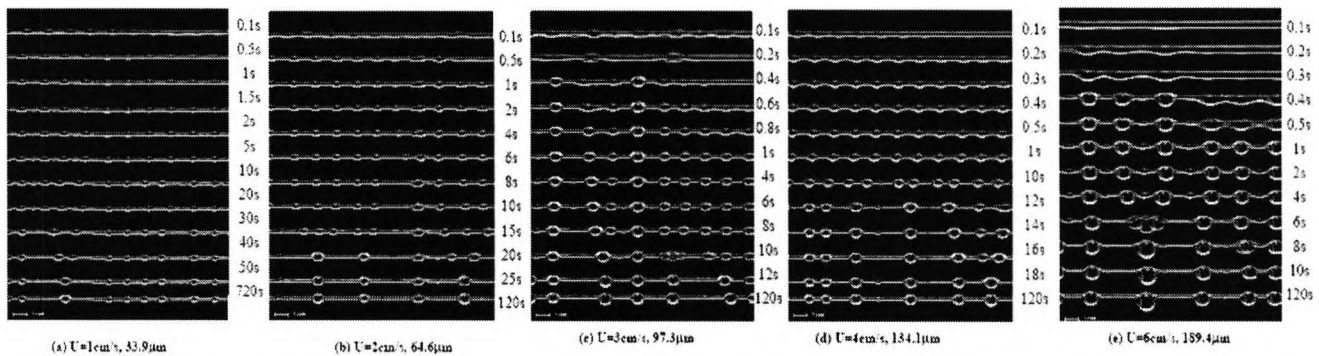 0.1s
0.5s
1s
1.5s
2s
5s
10s
20s
30s
40s
50s
720s
(a) U=1cm/s, 33.9μm
0.1s
0.5s
1s
2s
4s
6s
8s
10s
15s
20s
25s
120s
(b) U=2cm/s, 64.6μm
0.1s
0.2s
0.4s
0.6s
0.8s
1s
4s
6s
8s
10s
12s
120s
(c) U=3cm/s, 97.3μm
0.1s
0.2s
0.3s
0.4s
0.5s
1s
10s
12s
14s
16s
18s
120s
(d) U=4cm/s, 134.1μm
0.1s
0.2s
0.3s
0.4s
0.5s
1s
2s
4s
6s
8s
10s
120s
(e) U=6cm/s, 189.4μm